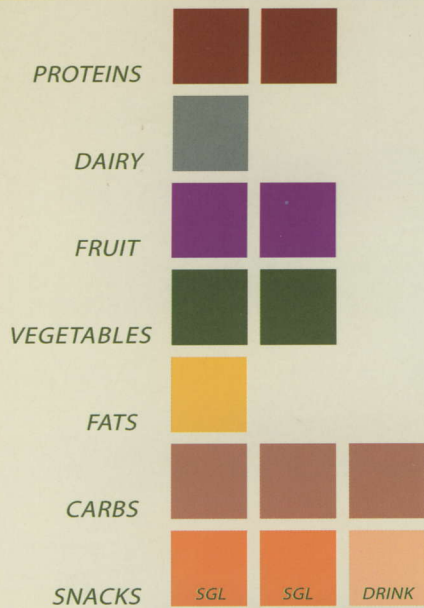 PROTEINS
DAIRY
FRUIT
VEGETABLES
FATS
CARBS
SNACKS SGL SGL DRINK